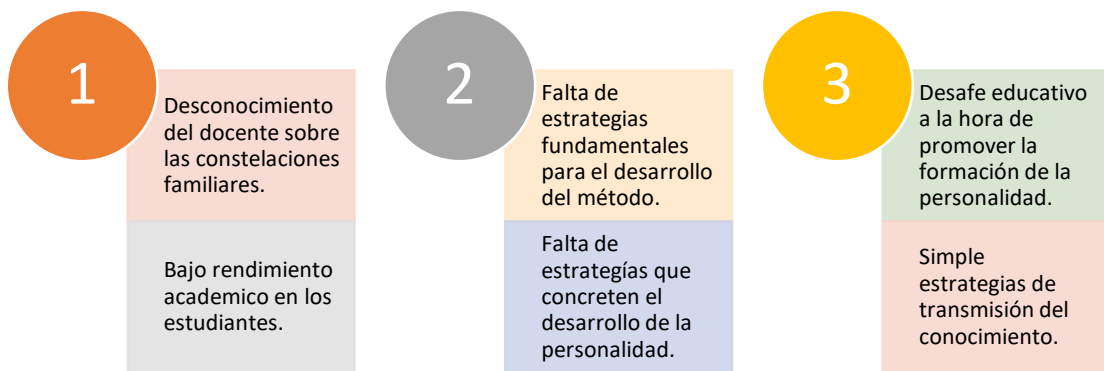 1
Desconocimiento
del docente sobre
las constelaciones
familiares.
Bajo rendimiento
academico en los
estudiantes.
2
Falta de
estrategias
fundamentales
para el desarrollo
del método.
Falta de
estrategías que
concreten el
desarrollo de la
personalidad.
3
Desafe educativo
a la hora de
promover la
formación de la
personalidad.
Simple
estrategias de
transmisión del
conocimiento.